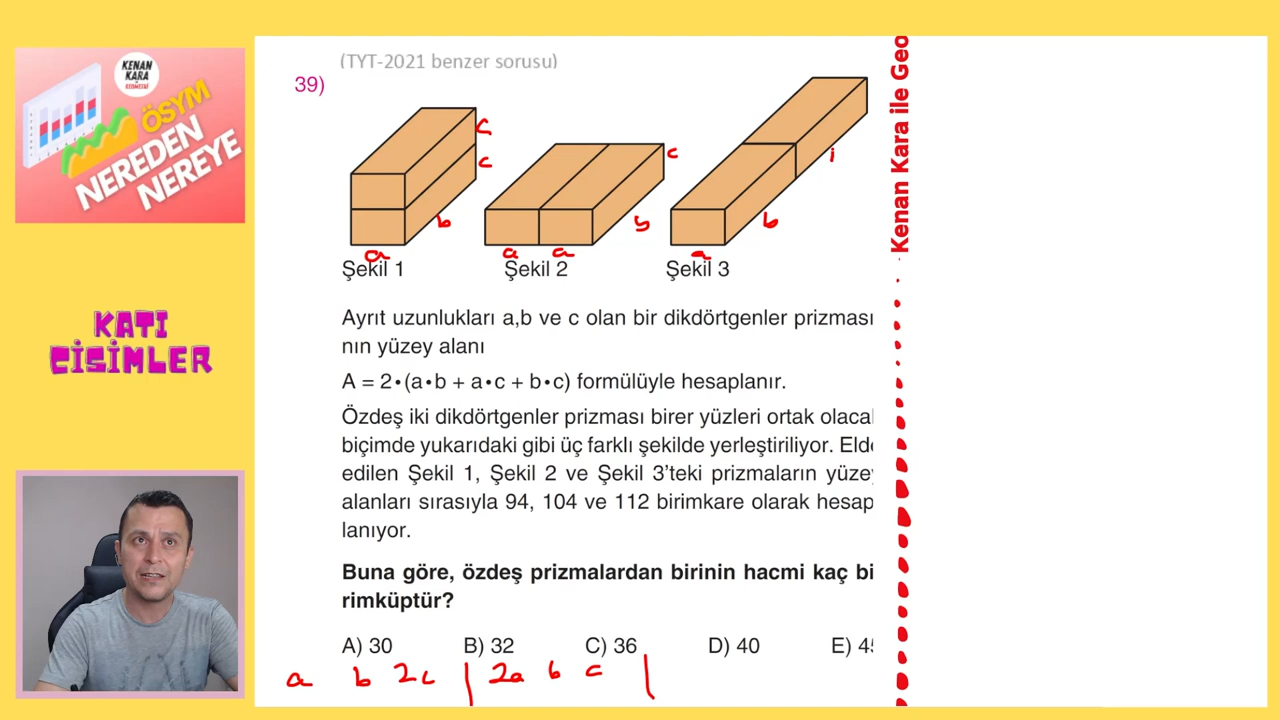 KENAN
KARA
ÖSYM
NEREDEN
NEREYE
KATI
CİSİMLER
(TYT-2021 benzer sorusu)
39)
c
c
b
a
c
b
a a
b
a
Şekil 1 Şekil 2 Şekil 3
Ayrıt uzunlukları a,b ve c olan bir dikdörtgenler prizması
nın yüzey alanı
A = 2•(a•b + a•c + b•c) formülüyle hesaplanır.
Özdeş iki dikdörtgenler prizması birer yüzleri ortak olaca
biçimde yukarıdaki gibi üç farklı şekilde yerleştiriliyor. Eld
edilen Şekil 1, Şekil 2 ve Şekil 3'teki prizmaların yüze
alanları sırasıyla 94, 104 ve 112 birimkare olarak hesap
lanıyor.
Buna göre, özdeş prizmalardan birinin hacmi kaç bi
rimküptür?
A) 30 B) 32 C) 36 D) 40 E) 4
a b 2c | 2a b c |
Kenan Kara ile Geo